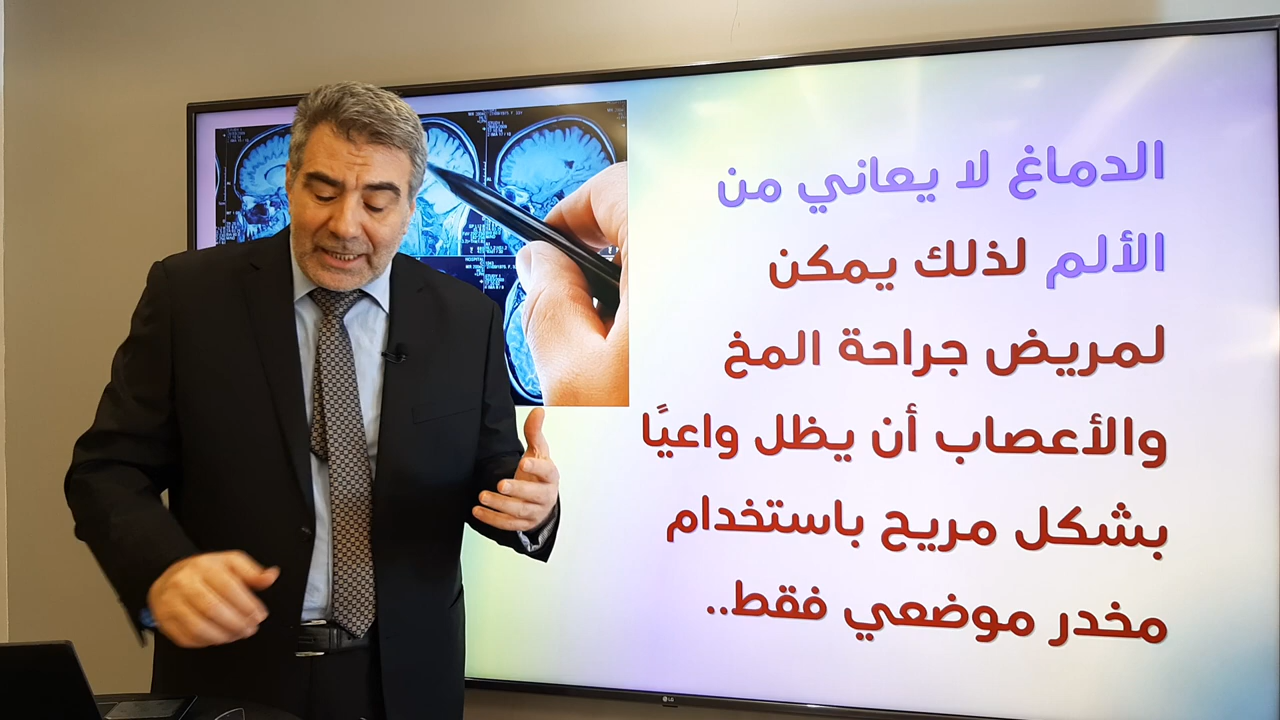 الدماغ لا يعاني من
الألم لذلك يمكن
لمريض جراحة المخ
والأعصاب أن يظل واعيًا
بشكل مريح باستخدام
مخدر موضعي فقط..
LG